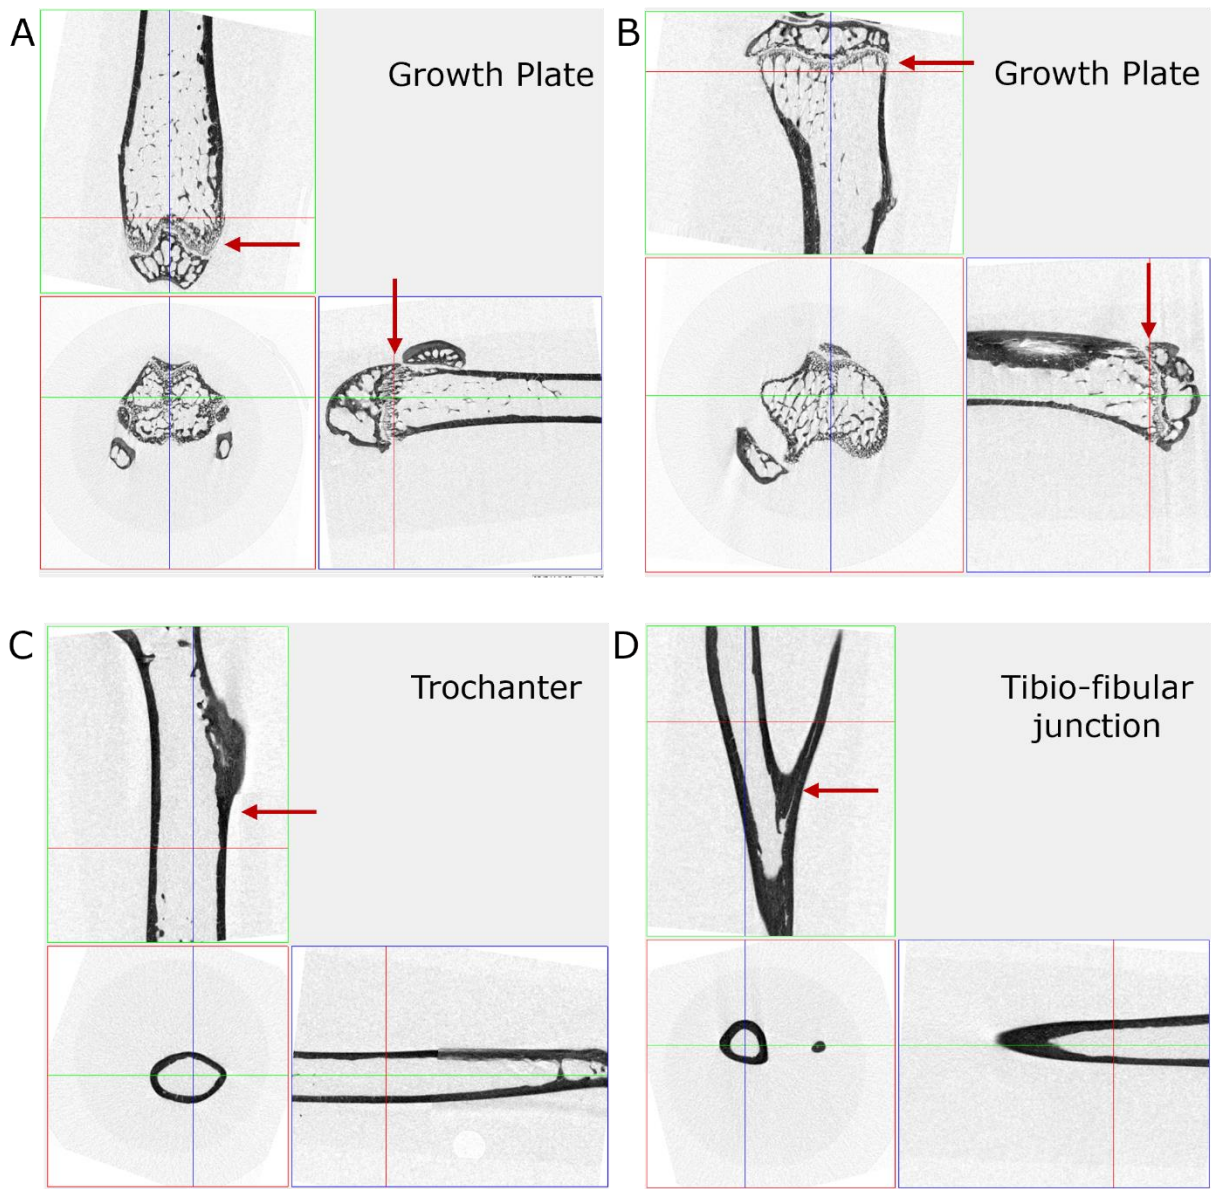 A
Growth Plate
B
Growth Plate
C
Trochanter
D
Tibio-fibular
junction